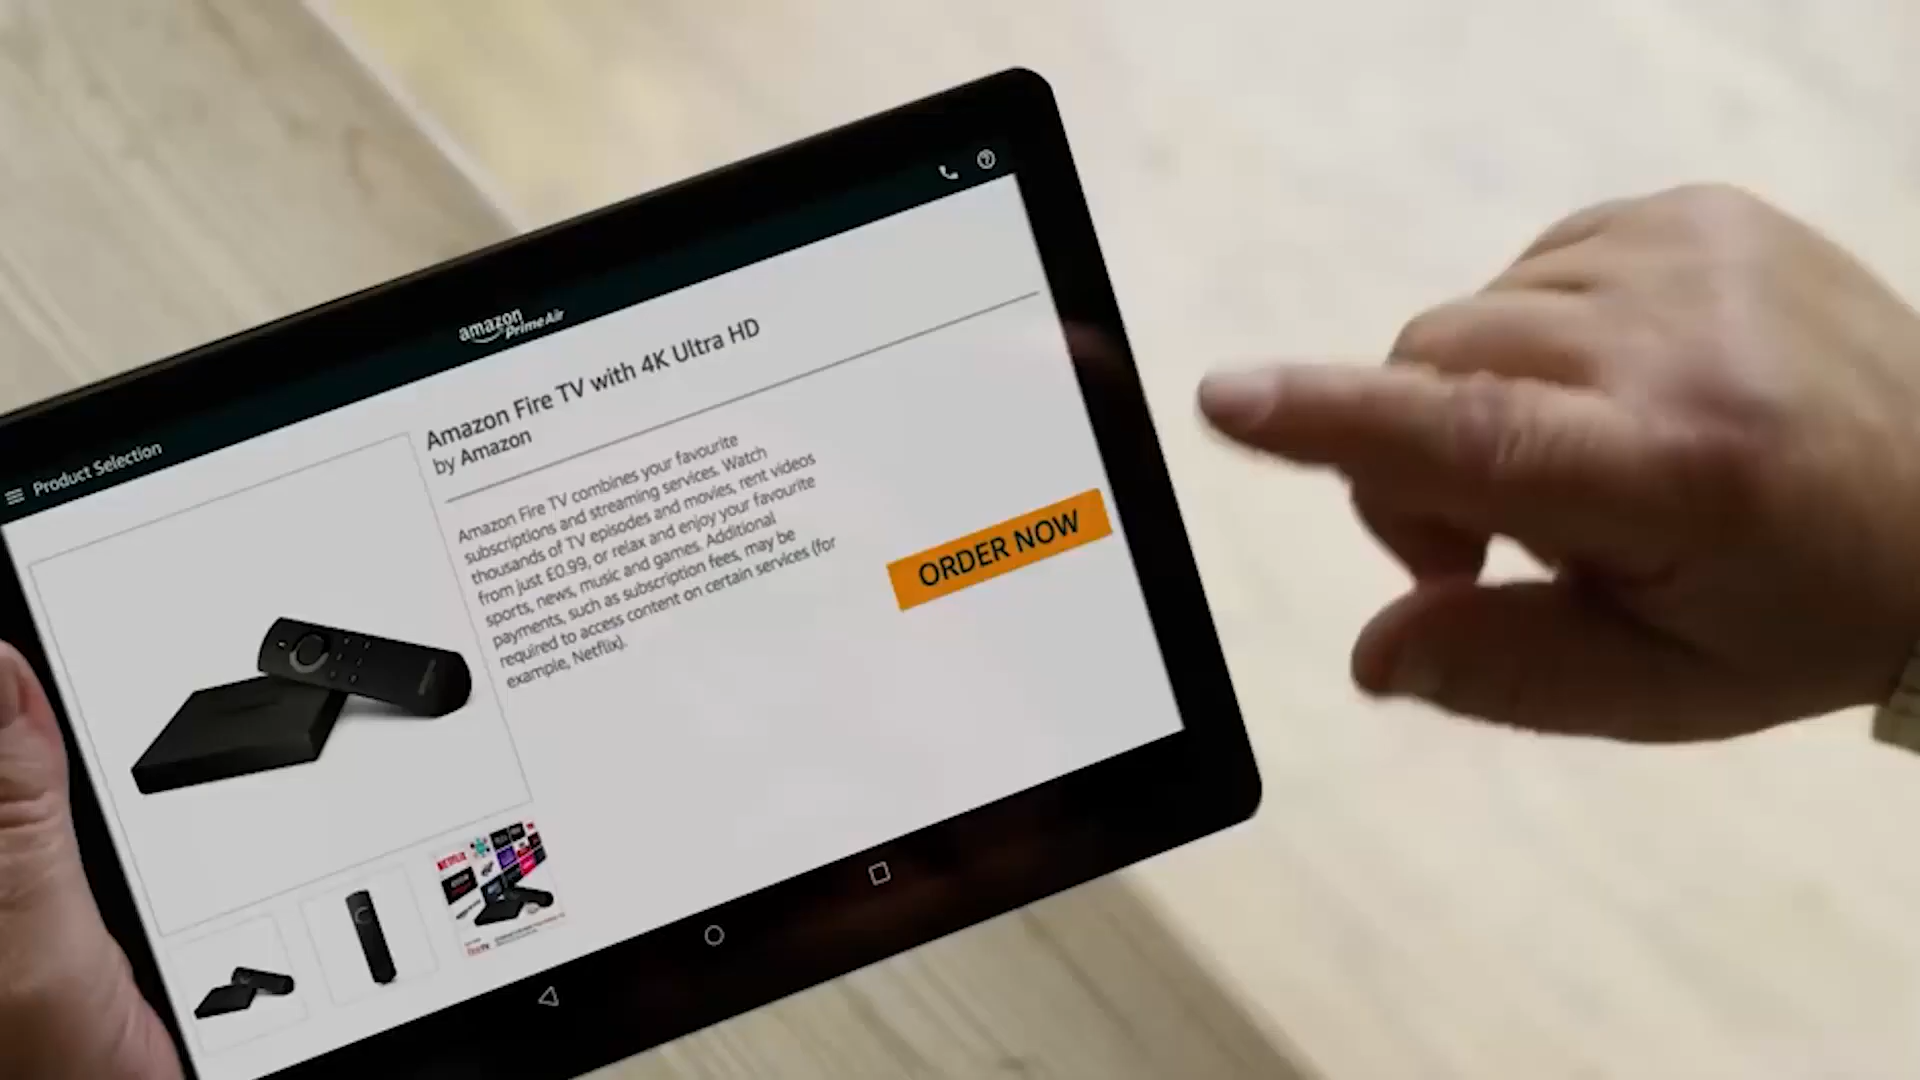 amazon
Prime Air
Product Selection
Amazon Fire TV with 4K Ultra HD
by Amazon
Amazon Fire TV combines your favourite
subscriptions and streaming services. Watch
thousands of TV episodes and movies, rent videos
from just £0.99, or relax and enjoy your favourite
sports, news, music and games. Additional
payments, such as subscription fees, may be
required to access content on certain services (for
example, Netflix).
ORDER NOW
NETFLIX